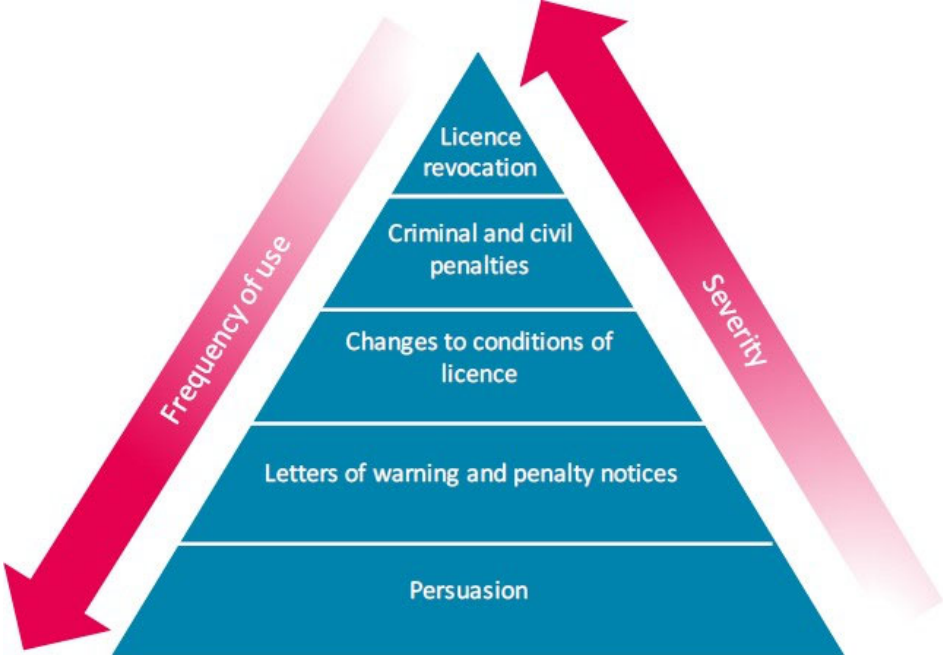 Licence
revocation
Criminal and civil
penalties
Frequency of use
Severity
Changes to conditions of
licence
Letters of warning and penalty notices
Persuasion